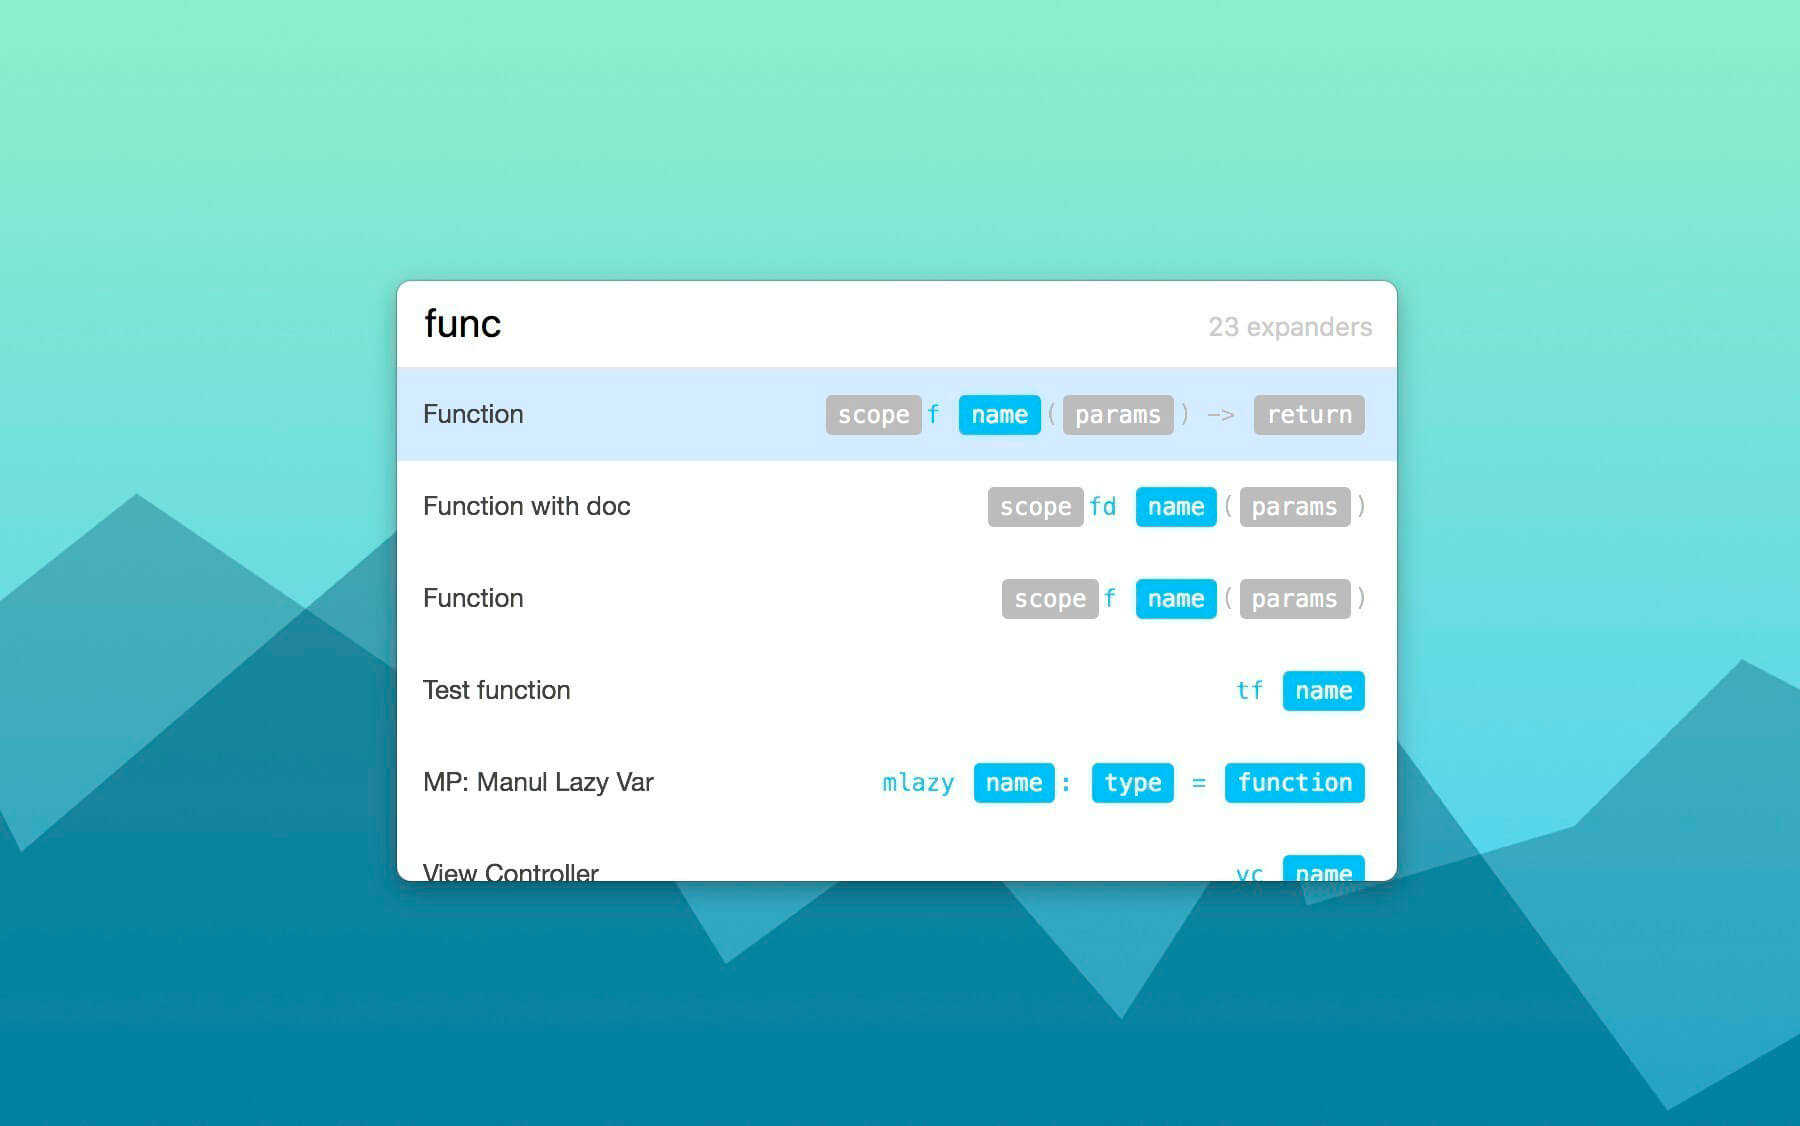 func 23 expanders
Function scope f name ( params ) -> return
Function with doc scope fd name ( params )
Function scope f name ( params )
Test function tf name
MP: Manul Lazy Var mlazy name : type = function
View Controller vc name